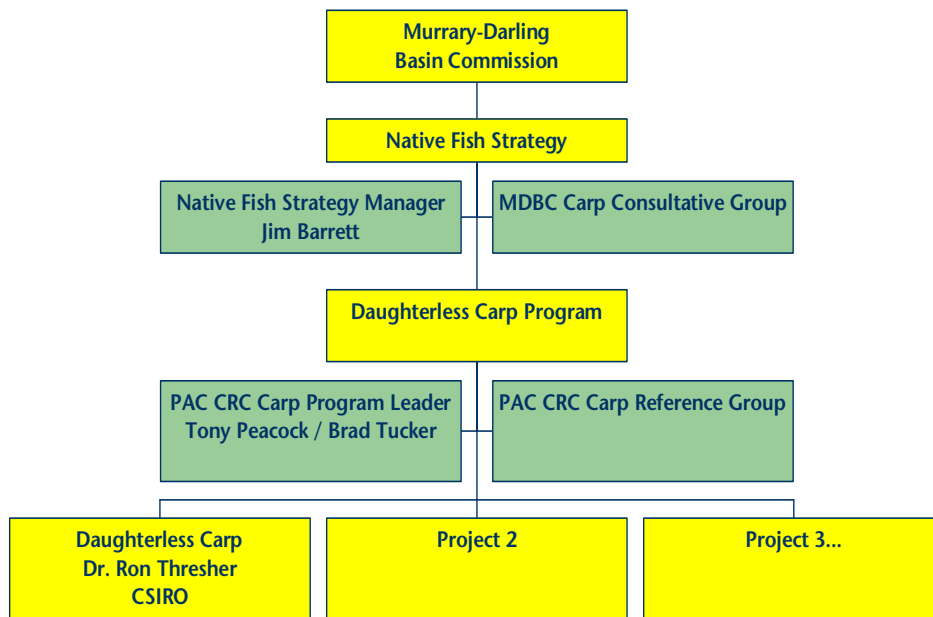 Murrary-Darling
Basin Commission
Native Fish Strategy
Native Fish Strategy Manager
Jim Barrett
MDBC Carp Consultative Group
Daughterless Carp Program
PAC CRC Carp Program Leader
Tony Peacock / Brad Tucker
PAC CRC Carp Reference Group
Daughterless Carp
Dr. Ron Thresher
CSIRO
Project 2
Project 3...